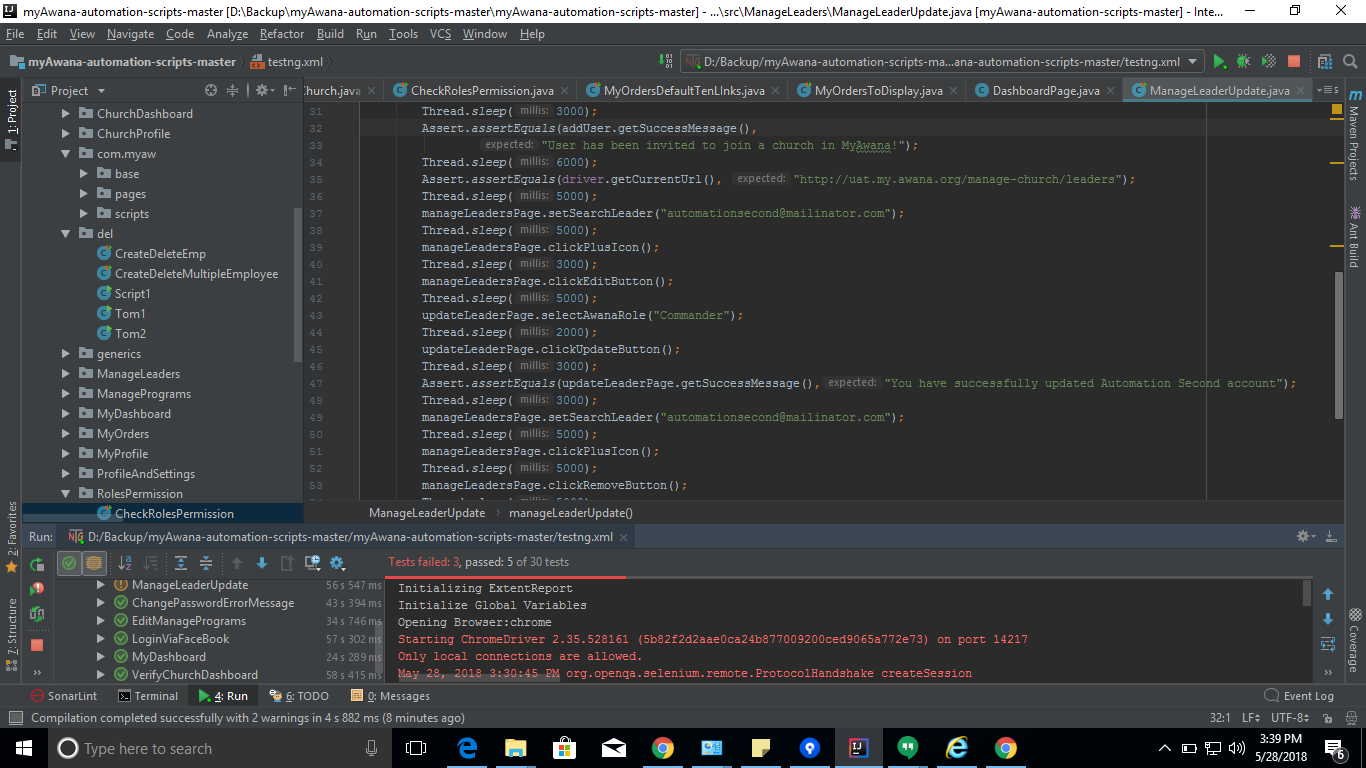 myAwana-automation-scripts-master [D:\Backup\myAwana-automation-scripts-master\myAwana-automation-scripts-master] - ...\src\ManageLeaders\ManageLeaderUpdate.java [myAwana-automation-scripts-master] - Inte...
File Edit View Navigate Code Analyze Refactor Build Run Tools VCS Window Help
myAwana-automation-scripts-master testng.xml D:/Backup/myAwana-automation-scripts-ma...ana-automation-scripts-master/testng.xml
Project Church.java CheckRolesPermission.java MyOrdersDefaultTenLInks.java MyOrdersToDisplay.java DashboardPage.java ManageLeaderUpdate.java
1: Project
2: Favorites
7: Structure
Maven Projects
Ant Build
Coverage
ChurchDashboard
ChurchProfile
com.myaw
base
pages
scripts
del
CreateDeleteEmp
CreateDeleteMultipleEmployee
Script1
Tom1
Tom2
generics
ManageLeaders
ManagePrograms
MyDashboard
MyOrders
MyProfile
ProfileAndSettings
RolesPermission
CheckRolesPermission
31 Thread.sleep( millis: 3000);
32 Assert.assertEquals(addUser.getSuccessMessage(),
33 expected: "User has been invited to join a church in MyAwana!");
34 Thread.sleep( millis: 6000);
35 Assert.assertEquals(driver.getCurrentUrl(), expected: "http://uat.my.awana.org/manage-church/leaders");
36 Thread.sleep( millis: 5000);
37 manageLeadersPage.setSearchLeader("automationsecond@mailinator.com");
38 Thread.sleep( millis: 5000);
39 manageLeadersPage.clickPlusIcon();
40 Thread.sleep( millis: 3000);
41 manageLeadersPage.clickEditButton();
42 Thread.sleep( millis: 5000);
43 updateLeaderPage.selectAwanaRole("Commander");
44 Thread.sleep( millis: 2000);
45 updateLeaderPage.clickUpdateButton();
46 Thread.sleep( millis: 3000);
47 Assert.assertEquals(updateLeaderPage.getSuccessMessage(), expected: "You have successfully updated Automation Second account");
48 Thread.sleep( millis: 3000);
49 manageLeadersPage.setSearchLeader("automationsecond@mailinator.com");
50 Thread.sleep( millis: 5000);
51 manageLeadersPage.clickPlusIcon();
52 Thread.sleep( millis: 5000);
53 manageLeadersPage.clickRemoveButton();
ManageLeaderUpdate manageLeaderUpdate()
Run: D:/Backup/myAwana-automation-scripts-master/myAwana-automation-scripts-master/testng.xml
Tests failed: 3, passed: 5 of 30 tests
ManageLeaderUpdate 56 s 547 ms
ChangePasswordErrorMessage 43 s 394 ms
EditManagePrograms 34 s 746 ms
LoginViaFaceBook 57 s 302 ms
MyDashboard 24 s 289 ms
VerifyChurchDashboard 58 s 415 ms
Initializing ExtentReport
Initialize Global Variables
Opening Browser:chrome
Starting ChromeDriver 2.35.528161 (5b82f2d2aae0ca24b877009200ced9065a772e73) on port 14217
Only local connections are allowed.
May 28, 2018 3:30:45 PM org.openqa.selenium.remote.ProtocolHandshake createSession
SonarLint Terminal 4: Run 6: TODO 0: Messages Event Log
Compilation completed successfully with 2 warnings in 4 s 882 ms (8 minutes ago) 32:1 LF UTF-8
Type here to search
3:39 PM
5/28/2018
6